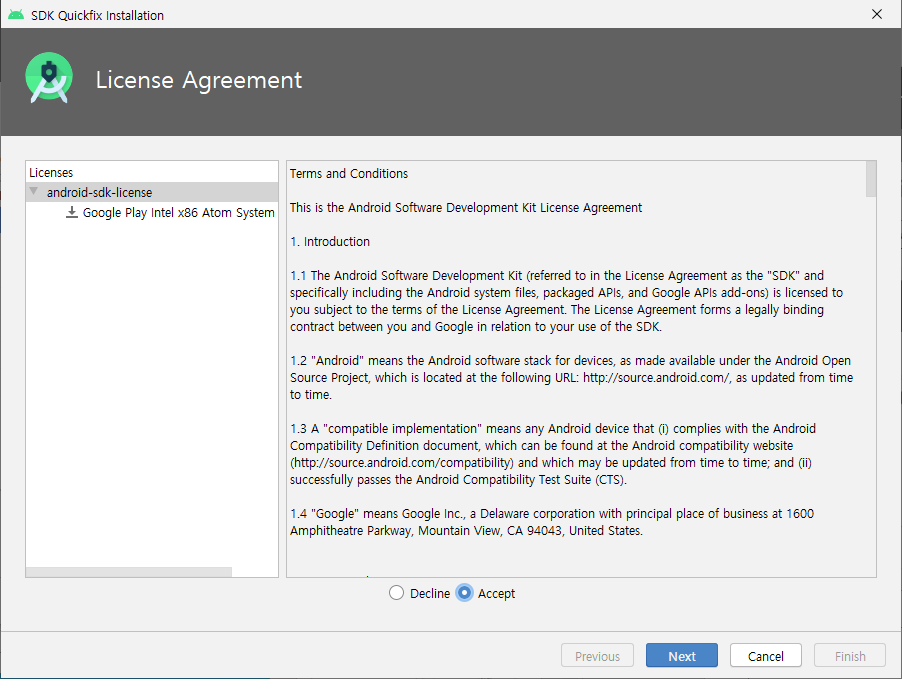 SDK Quickfix Installation
License Agreement
Licenses
android-sdk-license
Google Play Intel x86 Atom System
Terms and Conditions
This is the Android Software Development Kit License Agreement
1. Introduction
1.1 The Android Software Development Kit (referred to in the License Agreement as the "SDK" and
specifically including the Android system files, packaged APIs, and Google APIs add-ons) is licensed to
you subject to the terms of the License Agreement. The License Agreement forms a legally binding
contract between you and Google in relation to your use of the SDK.
1.2 "Android" means the Android software stack for devices, as made available under the Android Open
Source Project, which is located at the following URL: http://source.android.com/, as updated from time
to time.
1.3 A "compatible implementation" means any Android device that (i) complies with the Android
Compatibility Definition document, which can be found at the Android compatibility website
(http://source.android.com/compatibility) and which may be updated from time to time; and (ii)
successfully passes the Android Compatibility Test Suite (CTS).
1.4 "Google" means Google Inc., a Delaware corporation with principal place of business at 1600
Amphitheatre Parkway, Mountain View, CA 94043, United States.
Decline Accept
Previous Next Cancel Finish